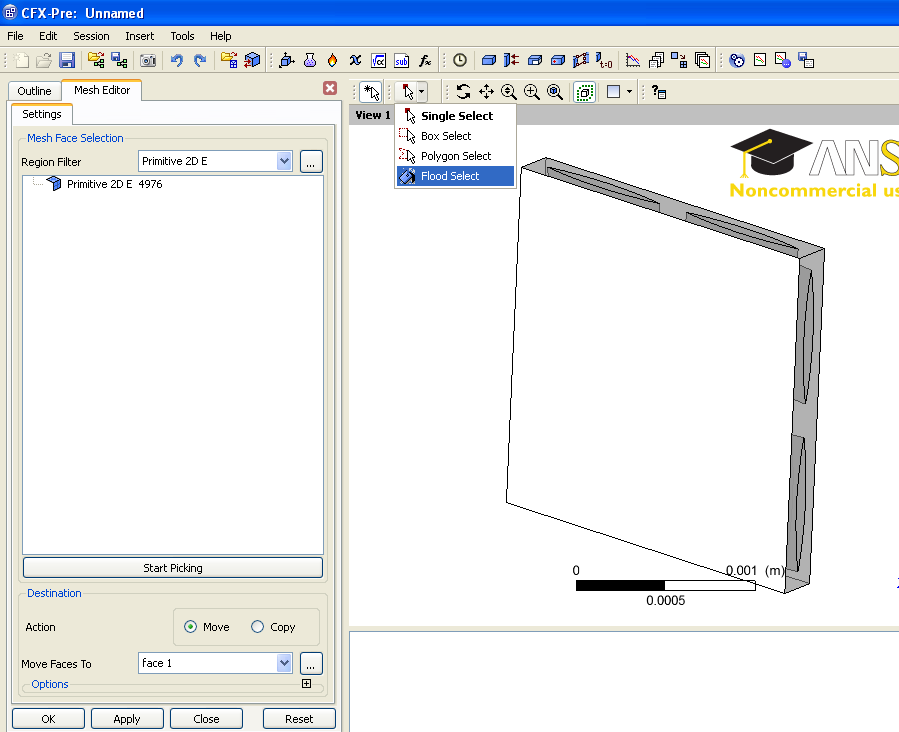 CFX-Pre: Unnamed
File Edit Session Insert Tools Help
Outline Mesh Editor
Settings
Mesh Face Selection
Region Filter Primitive 2D E ...
Primitive 2D E 4976
Start Picking
Destination
Action Move Copy
Move Faces To face 1 ...
Options
OK Apply Close Reset
View 1
Single Select
Box Select
Polygon Select
Flood Select
ANS
Noncommercial us
0 0.001 (m)
0.0005